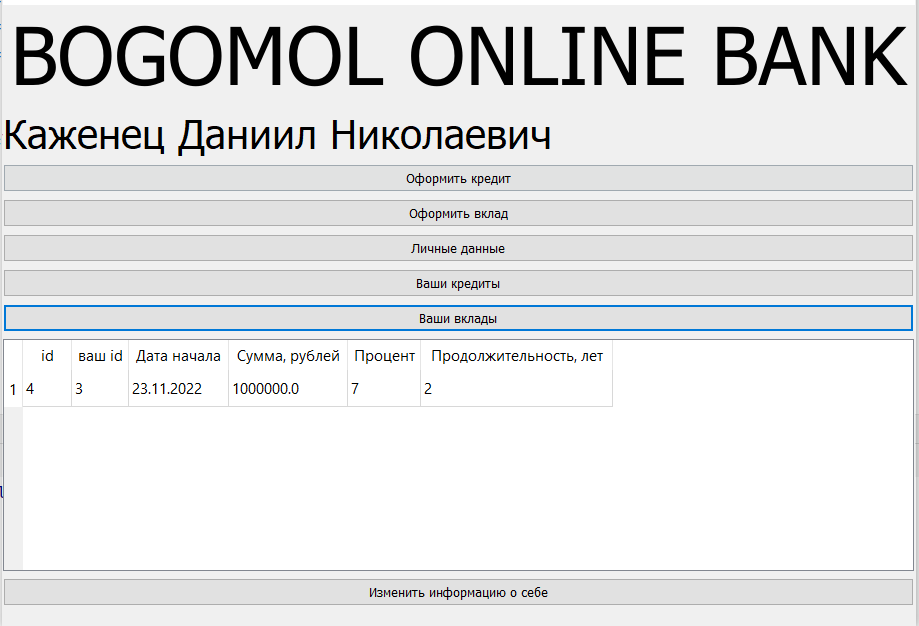 BOGOMOL ONLINE BANK
Каженец Даниил Николаевич
Оформить кредит
Оформить вклад
Личные данные
Ваши кредиты
Ваши вклады
id ваш id Дата начала Сумма, рублей Процент Продолжительность, лет
1 4 3 23.11.2022 1000000.0 7 2
Изменить информацию о себе